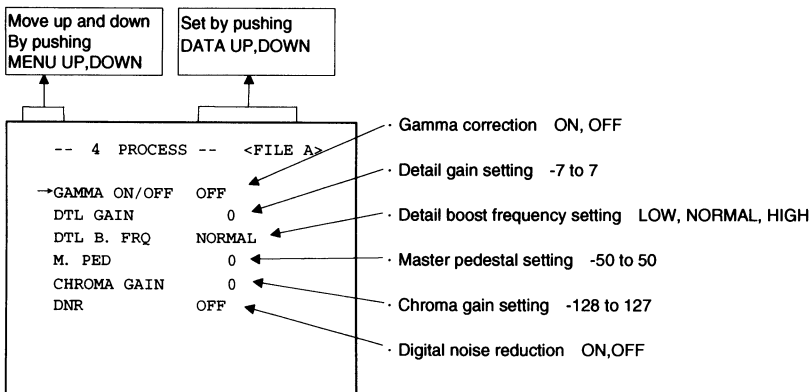 Move up and down
By pushing
MENU UP,DOWN
Set by pushing
DATA UP,DOWN
-- 4 PROCESS -- <FILE A>
→GAMMA ON/OFF OFF
DTL GAIN 0
DTL B. FRQ NORMAL
M. PED 0
CHROMA GAIN 0
DNR OFF
· Gamma correction ON, OFF
· Detail gain setting -7 to 7
· Detail boost frequency setting LOW, NORMAL, HIGH
· Master pedestal setting -50 to 50
· Chroma gain setting -128 to 127
· Digital noise reduction ON,OFF